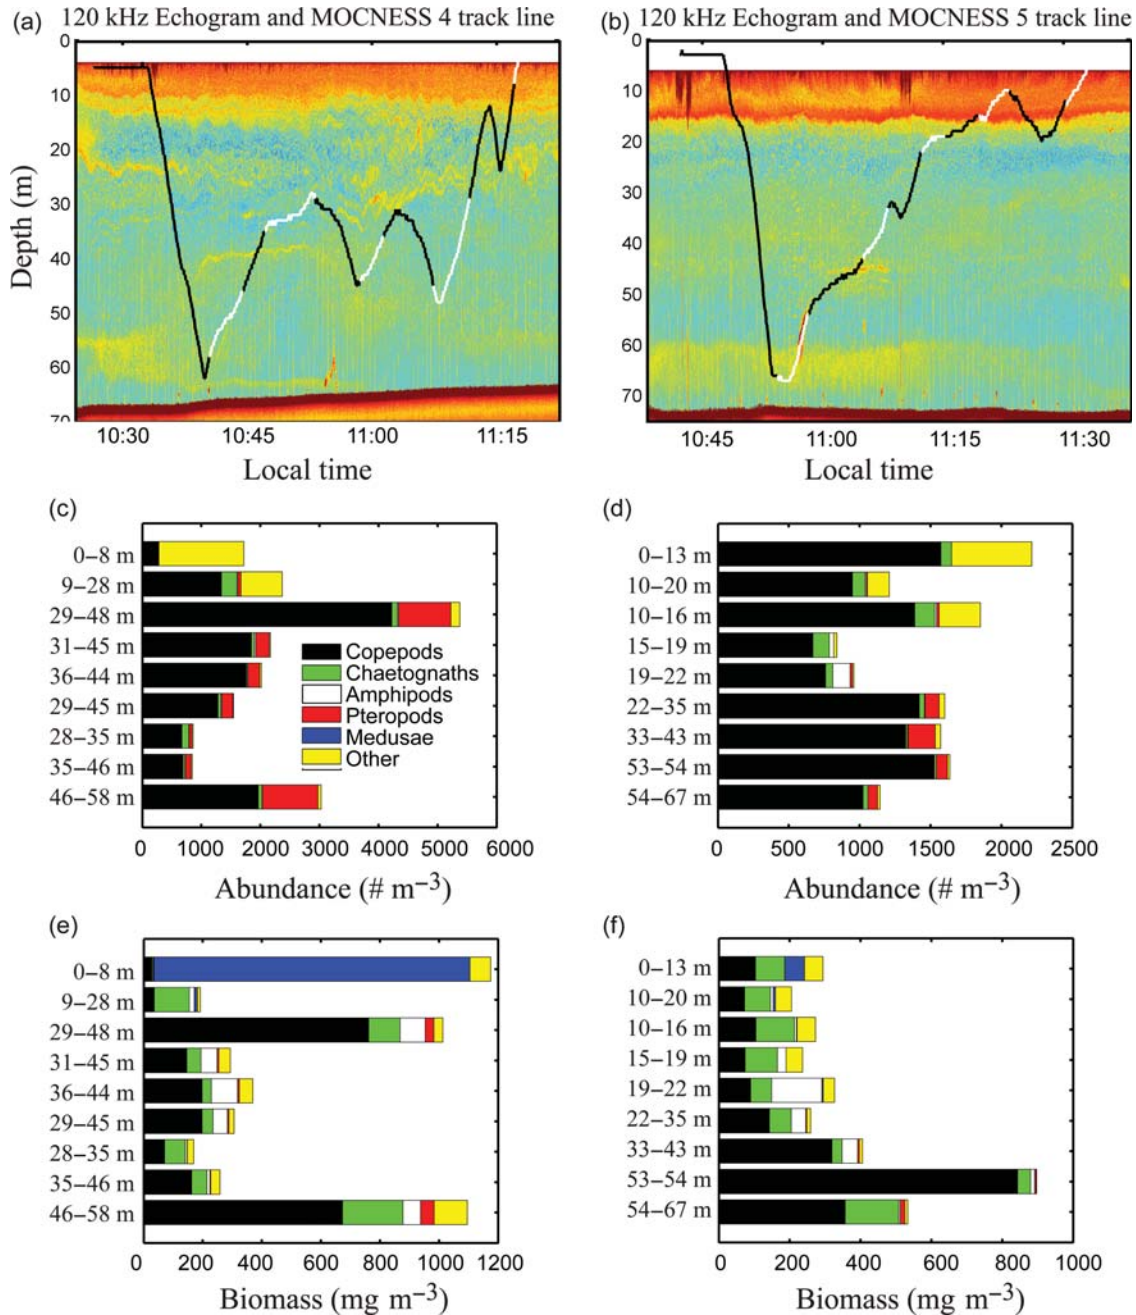 (a) 120 kHz Echogram and MOCNESS 4 track line
0
10
20
30
40
50
60
70
Depth (m)
10:30 10:45 11:00 11:15
Local time
(b) 120 kHz Echogram and MOCNESS 5 track line
0
10
20
30
40
50
60
70
10:45 11:00 11:15 11:30
Local time
(c)
0–8 m
9–28 m
29–48 m
31–45 m
36–44 m
29–45 m
28–35 m
35–46 m
46–58 m
Copepods
Chaetognaths
Amphipods
Pteropods
Medusae
Other
0 1000 2000 3000 4000 5000 6000
Abundance (# m⁻³)
(d)
0–13 m
10–20 m
10–16 m
15–19 m
19–22 m
22–35 m
33–43 m
53–54 m
54–67 m
0 500 1000 1500 2000 2500
Abundance (# m⁻³)
(e)
0–8 m
9–28 m
29–48 m
31–45 m
36–44 m
29–45 m
28–35 m
35–46 m
46–58 m
0 200 400 600 800 1000 1200
Biomass (mg m⁻³)
(f)
0–13 m
10–20 m
10–16 m
15–19 m
19–22 m
22–35 m
33–43 m
53–54 m
54–67 m
0 200 400 600 800 1000
Biomass (mg m⁻³)